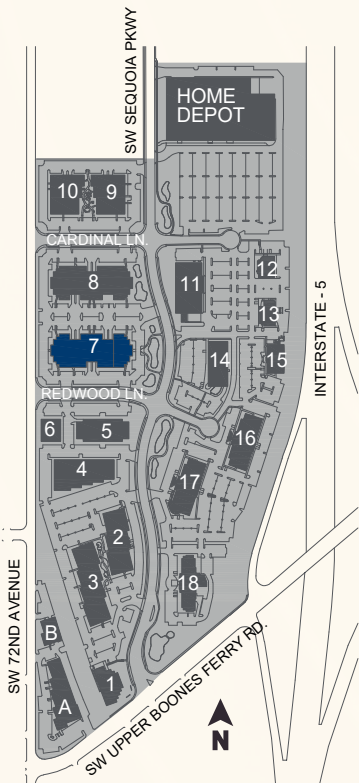 SW SEQUOIA PKWY
HOME
DEPOT
10
9
CARDINAL LN.
8
11
12
13
7
14
15
INTERSTATE - 5
REDWOOD LN.
6
5
16
4
17
2
3
18
SW 72ND AVENUE
B
A
1
SW UPPER BOONES FERRY RD.
N